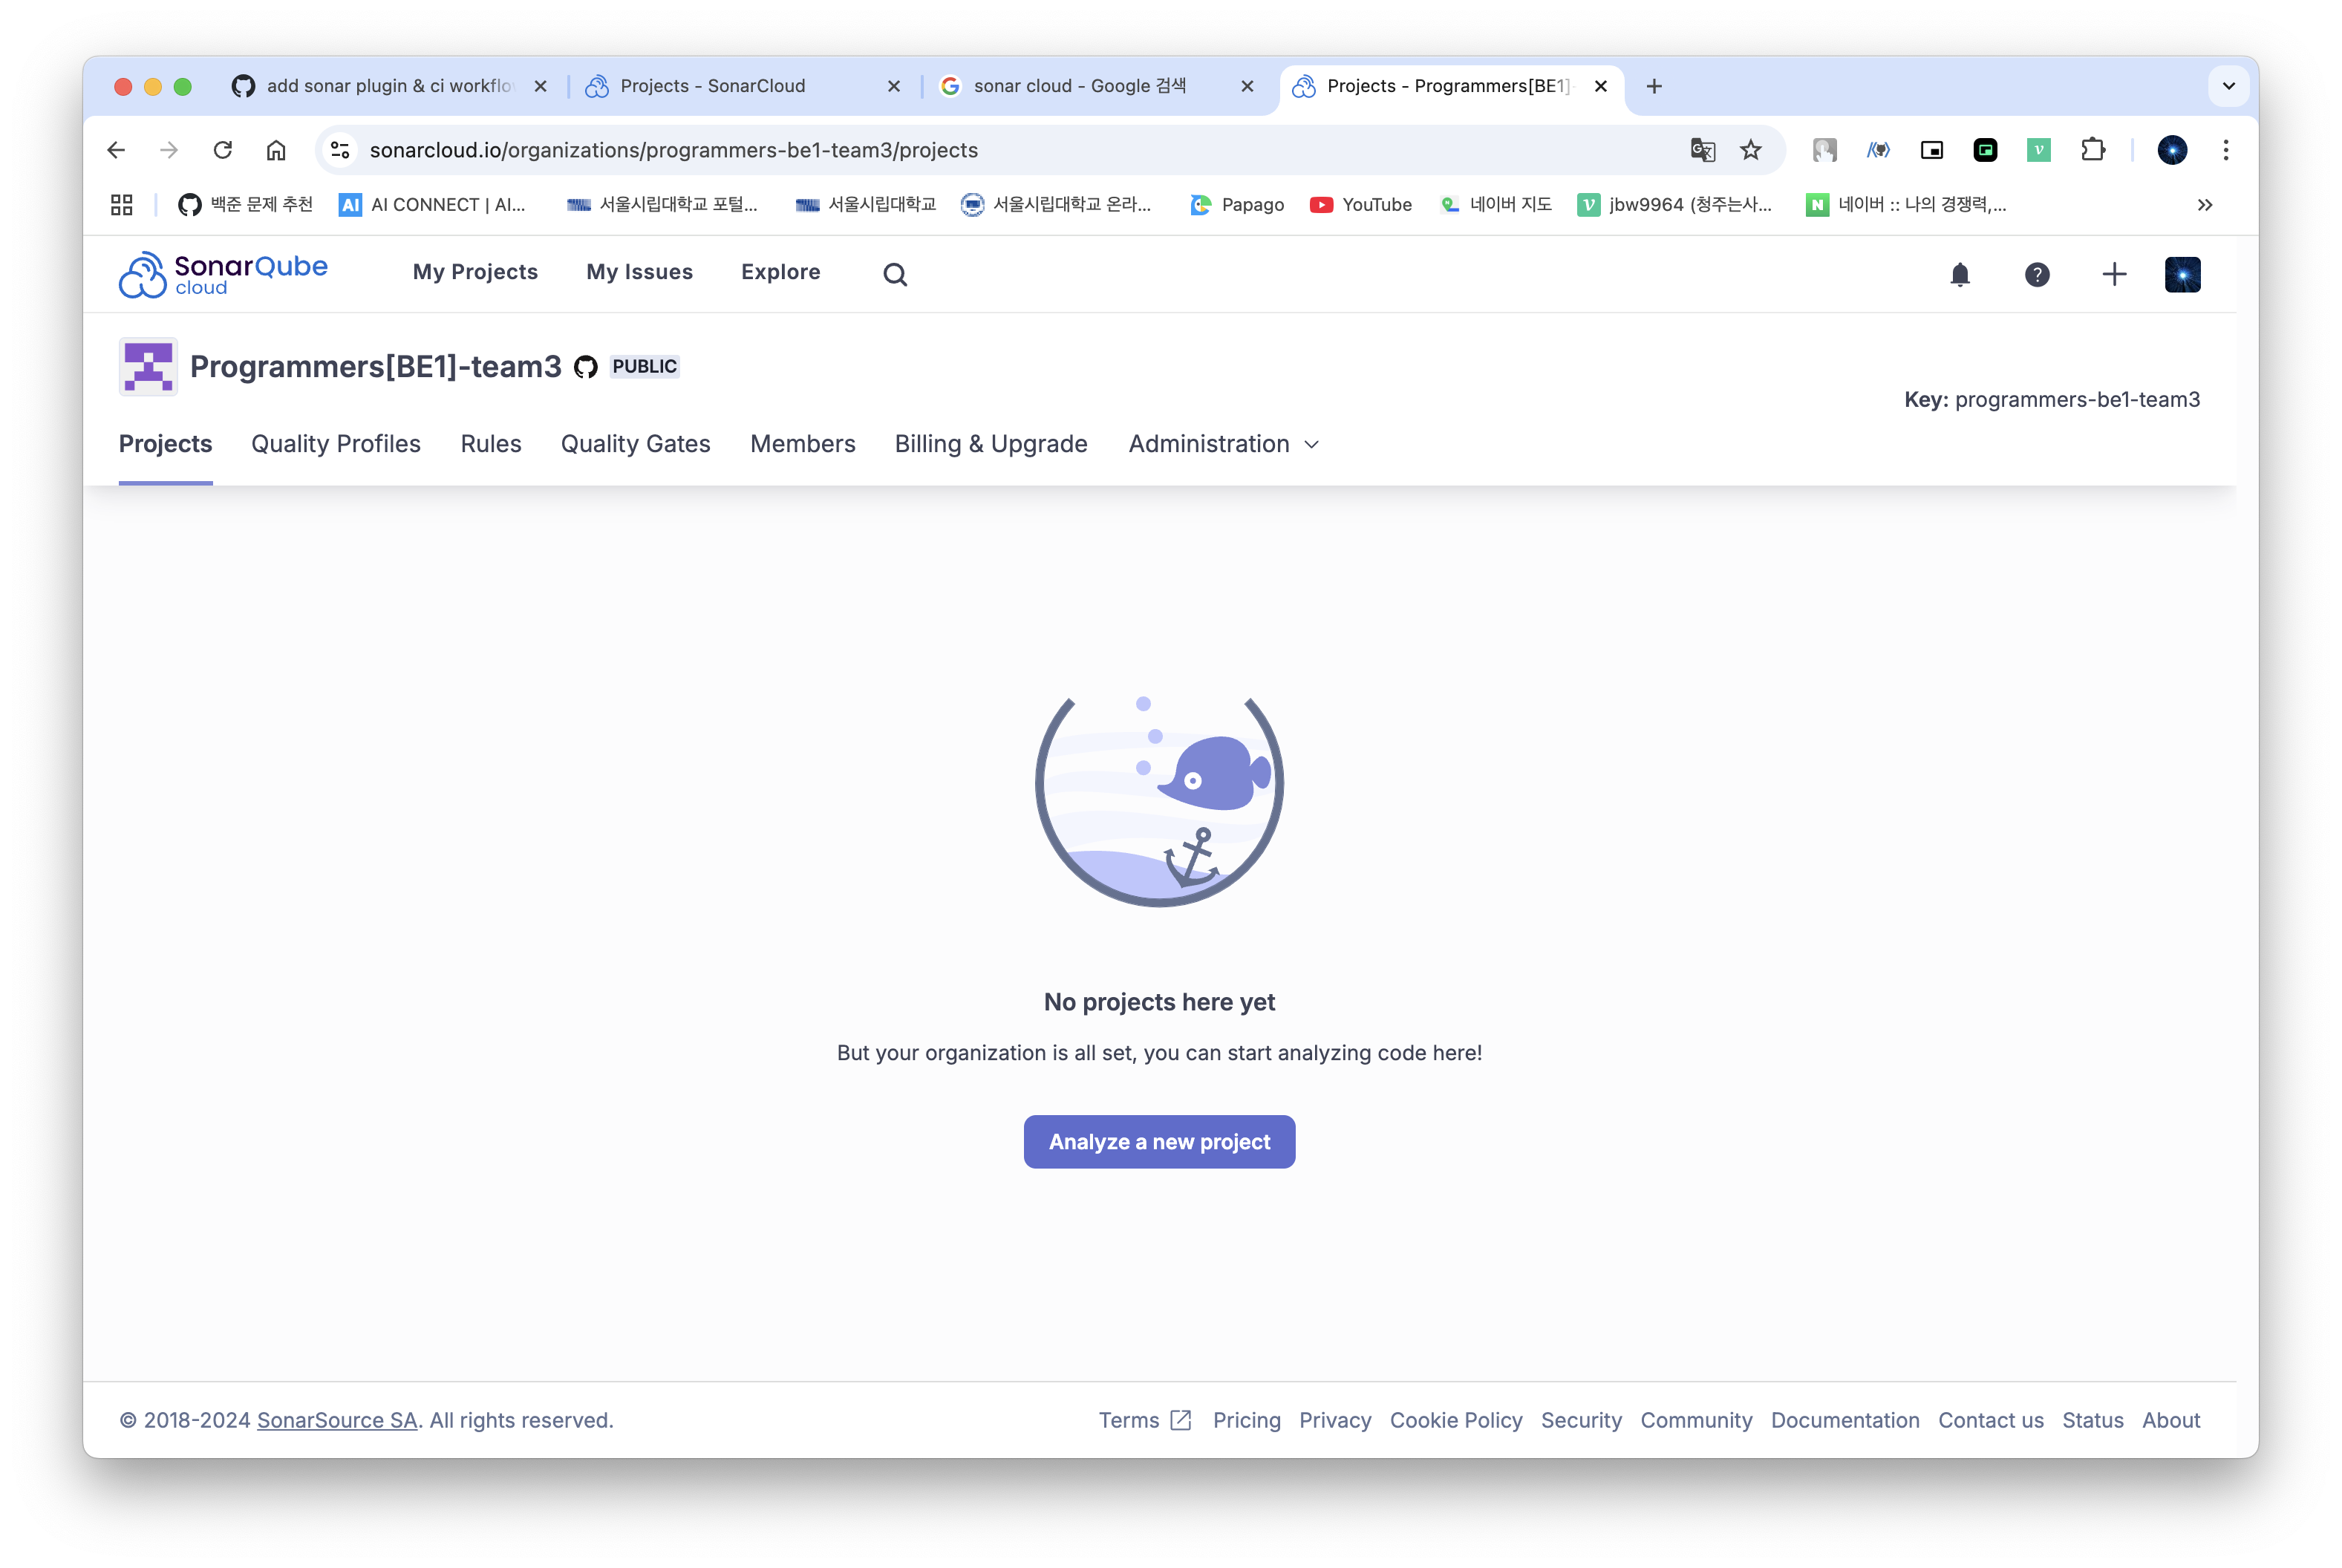 add sonar plugin & ci workflo
Projects - SonarCloud
sonar cloud - Google 검색
Projects - Programmers[BE1]-
sonarcloud.io/organizations/programmers-be1-team3/projects
백준 문제 추천
AI AI CONNECT | AI...
서울시립대학교 포털...
서울시립대학교
서울시립대학교 온라...
Papago
YouTube
네이버 지도
v jbw9964 (청주는사...
N 네이버 :: 나의 경쟁력,...
SonarQube cloud
My Projects
My Issues
Explore
Programmers[BE1]-team3
PUBLIC
Key: programmers-be1-team3
Projects
Quality Profiles
Rules
Quality Gates
Members
Billing & Upgrade
Administration
No projects here yet
But your organization is all set, you can start analyzing code here!
Analyze a new project
© 2018-2024 SonarSource SA. All rights reserved.
Terms
Pricing
Privacy
Cookie Policy
Security
Community
Documentation
Contact us
Status
About